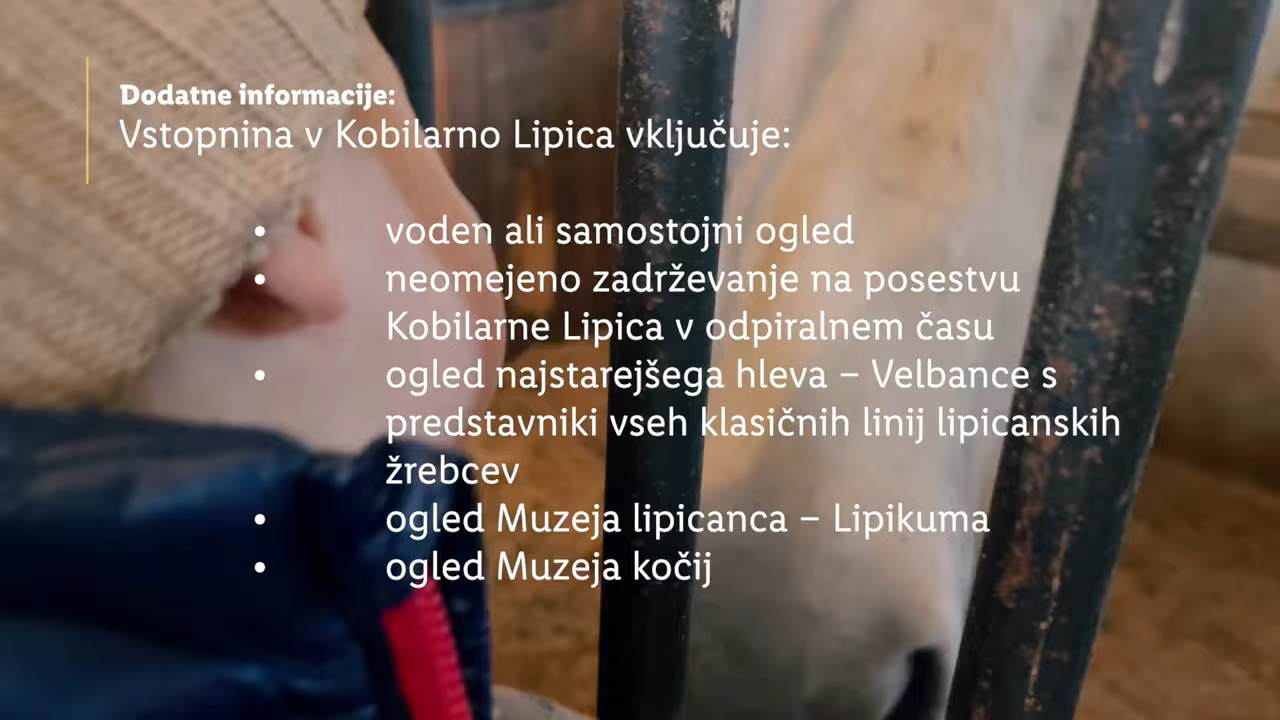 Dodatne informacije:
Vstopnina v Kobilarno Lipica vključuje:
• voden ali samostojni ogled
• neomejeno zadrževanje na posestvu
Kobilarne Lipica v odpiralnem času
• ogled najstarejšega hleva – Velbance s
predstavniki vseh klasičnih linij lipicanskih
žrebcev
• ogled Muzeja lipicanca – Lipikuma
• ogled Muzeja kočij